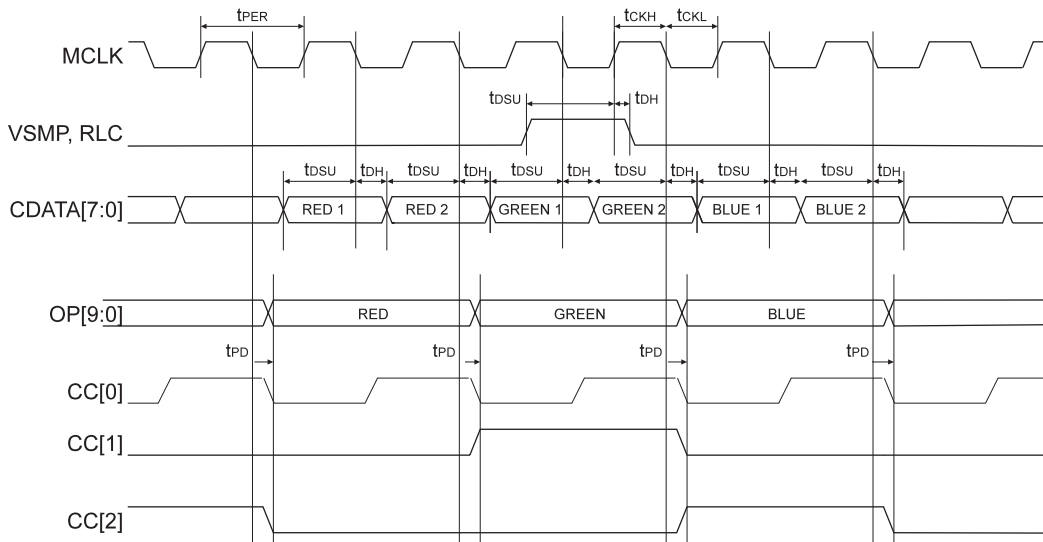 tPER tCKH tCKL
MCLK
tDSU tDH
VSMP, RLC
tDSU tDH tDSU tDH tDSU tDH tDSU tDH tDSU tDH tDSU tDH
CDATA[7:0] RED 1 RED 2 GREEN 1 GREEN 2 BLUE 1 BLUE 2
OP[9:0] RED GREEN BLUE
tPD tPD tPD tPD
CC[0]
CC[1]
CC[2]